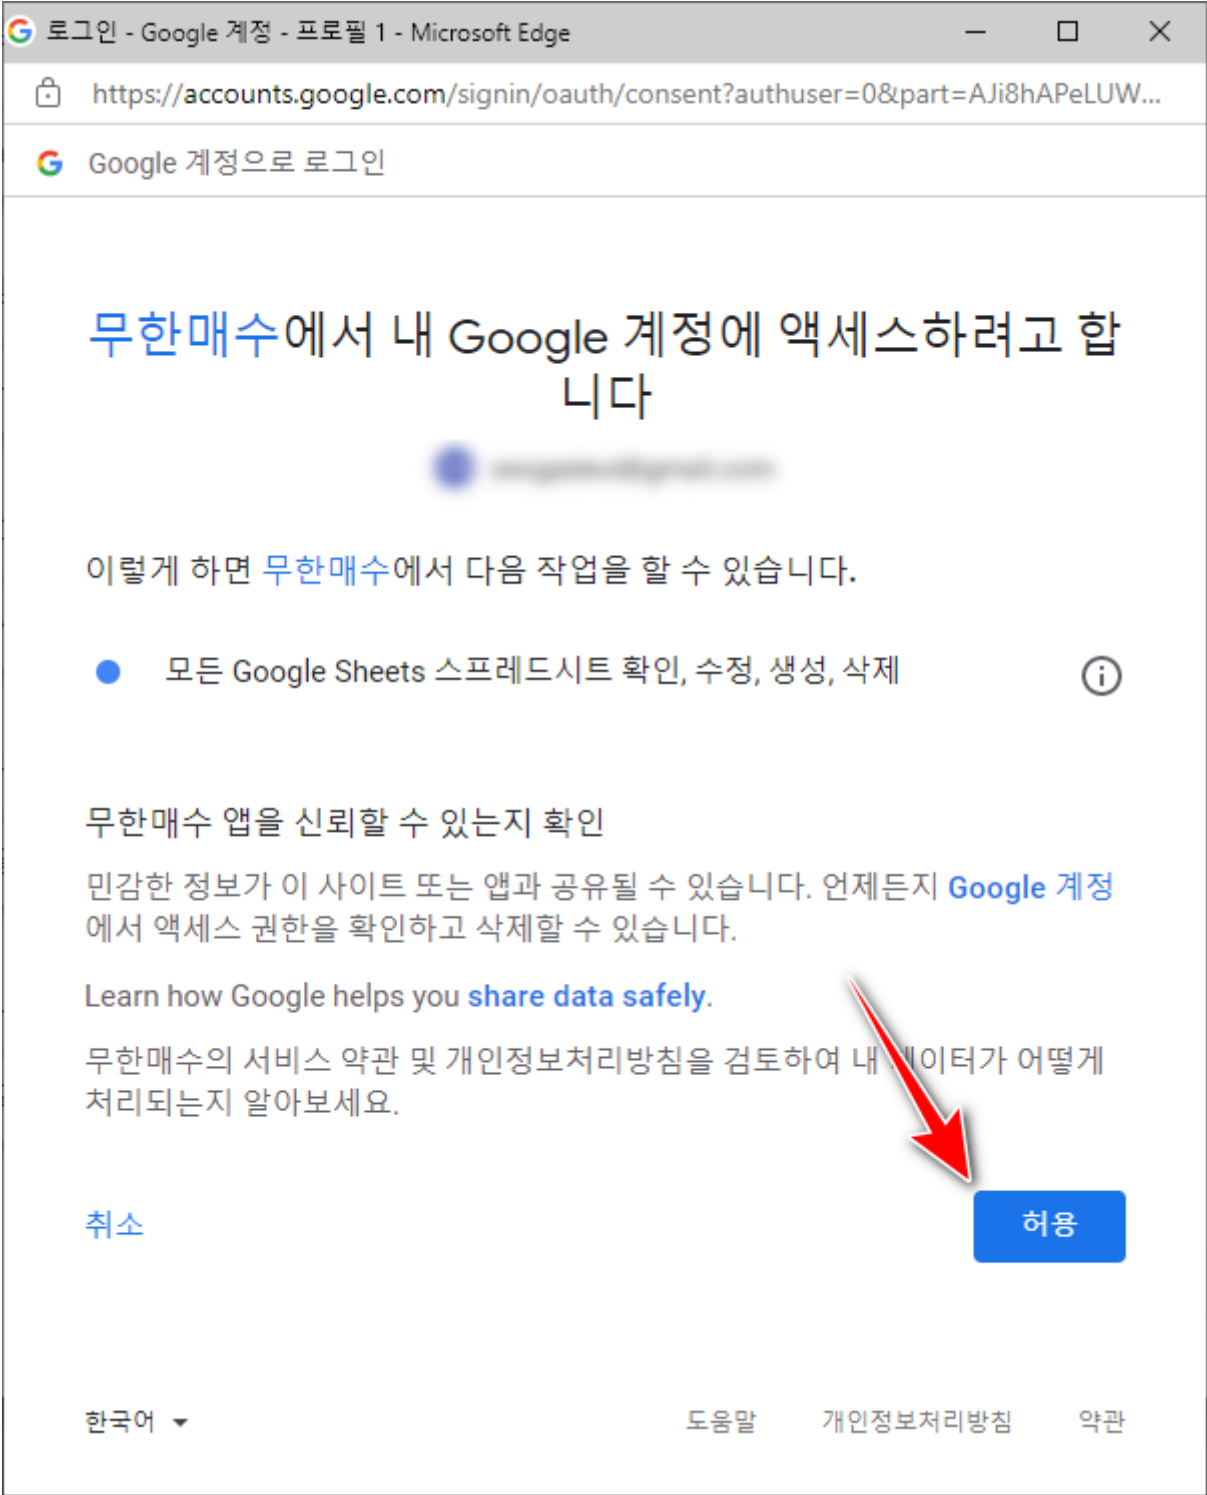 로그인 - Google 계정 - 프로필 1 - Microsoft Edge
https://accounts.google.com/signin/oauth/consent?authuser=0&part=AJi8hAPeLUW...
Google 계정으로 로그인
무한매수에서 내 Google 계정에 액세스하려고 합
니다
이렇게 하면 무한매수에서 다음 작업을 할 수 있습니다.
모든 Google Sheets 스프레드시트 확인, 수정, 생성, 삭제
무한매수 앱을 신뢰할 수 있는지 확인
민감한 정보가 이 사이트 또는 앱과 공유될 수 있습니다. 언제든지 Google 계정
에서 액세스 권한을 확인하고 삭제할 수 있습니다.
Learn how Google helps you share data safely.
무한매수의 서비스 약관 및 개인정보처리방침을 검토하여 내 데이터가 어떻게
처리되는지 알아보세요.
취소
허용
한국어
도움말
개인정보처리방침
약관